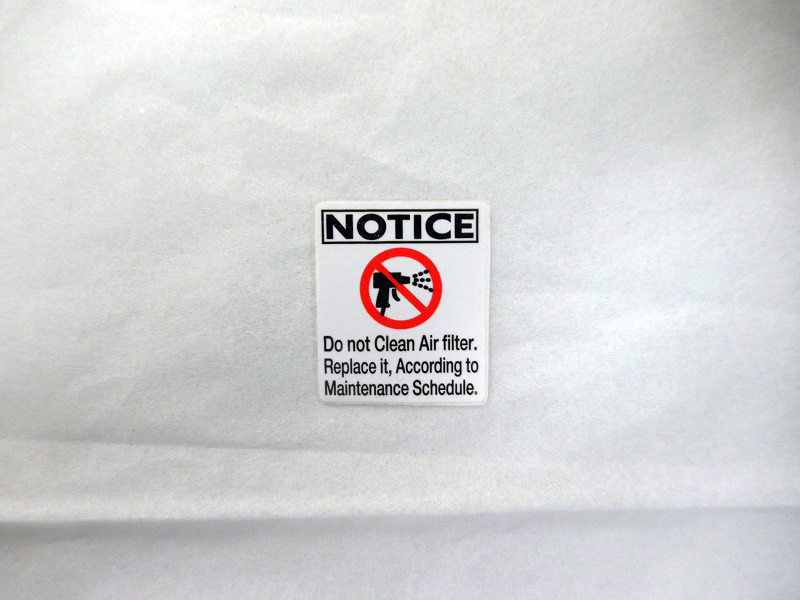 NOTICE
Do not Clean Air filter.
Replace it, According to
Maintenance Schedule.